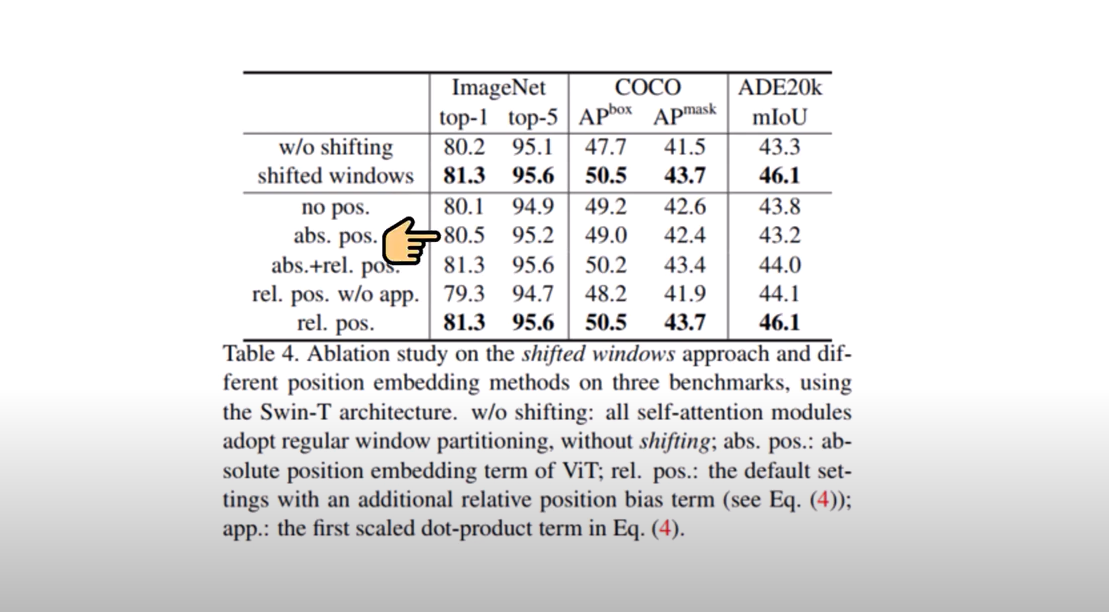 ImageNet COCO ADE20k
top-1 top-5 APbox APmask mIoU
w/o shifting 80.2 95.1 47.7 41.5 43.3
shifted windows 81.3 95.6 50.5 43.7 46.1
no pos. 80.1 94.9 49.2 42.6 43.8
abs. pos. 80.5 95.2 49.0 42.4 43.2
abs.+rel. pos. 81.3 95.6 50.2 43.4 44.0
rel. pos. w/o app. 79.3 94.7 48.2 41.9 44.1
rel. pos. 81.3 95.6 50.5 43.7 46.1
Table 4. Ablation study on the shifted windows approach and dif-
ferent position embedding methods on three benchmarks, using
the Swin-T architecture. w/o shifting: all self-attention modules
adopt regular window partitioning, without shifting; abs. pos.: ab-
solute position embedding term of ViT; rel. pos.: the default set-
tings with an additional relative position bias term (see Eq. (4));
app.: the first scaled dot-product term in Eq. (4).